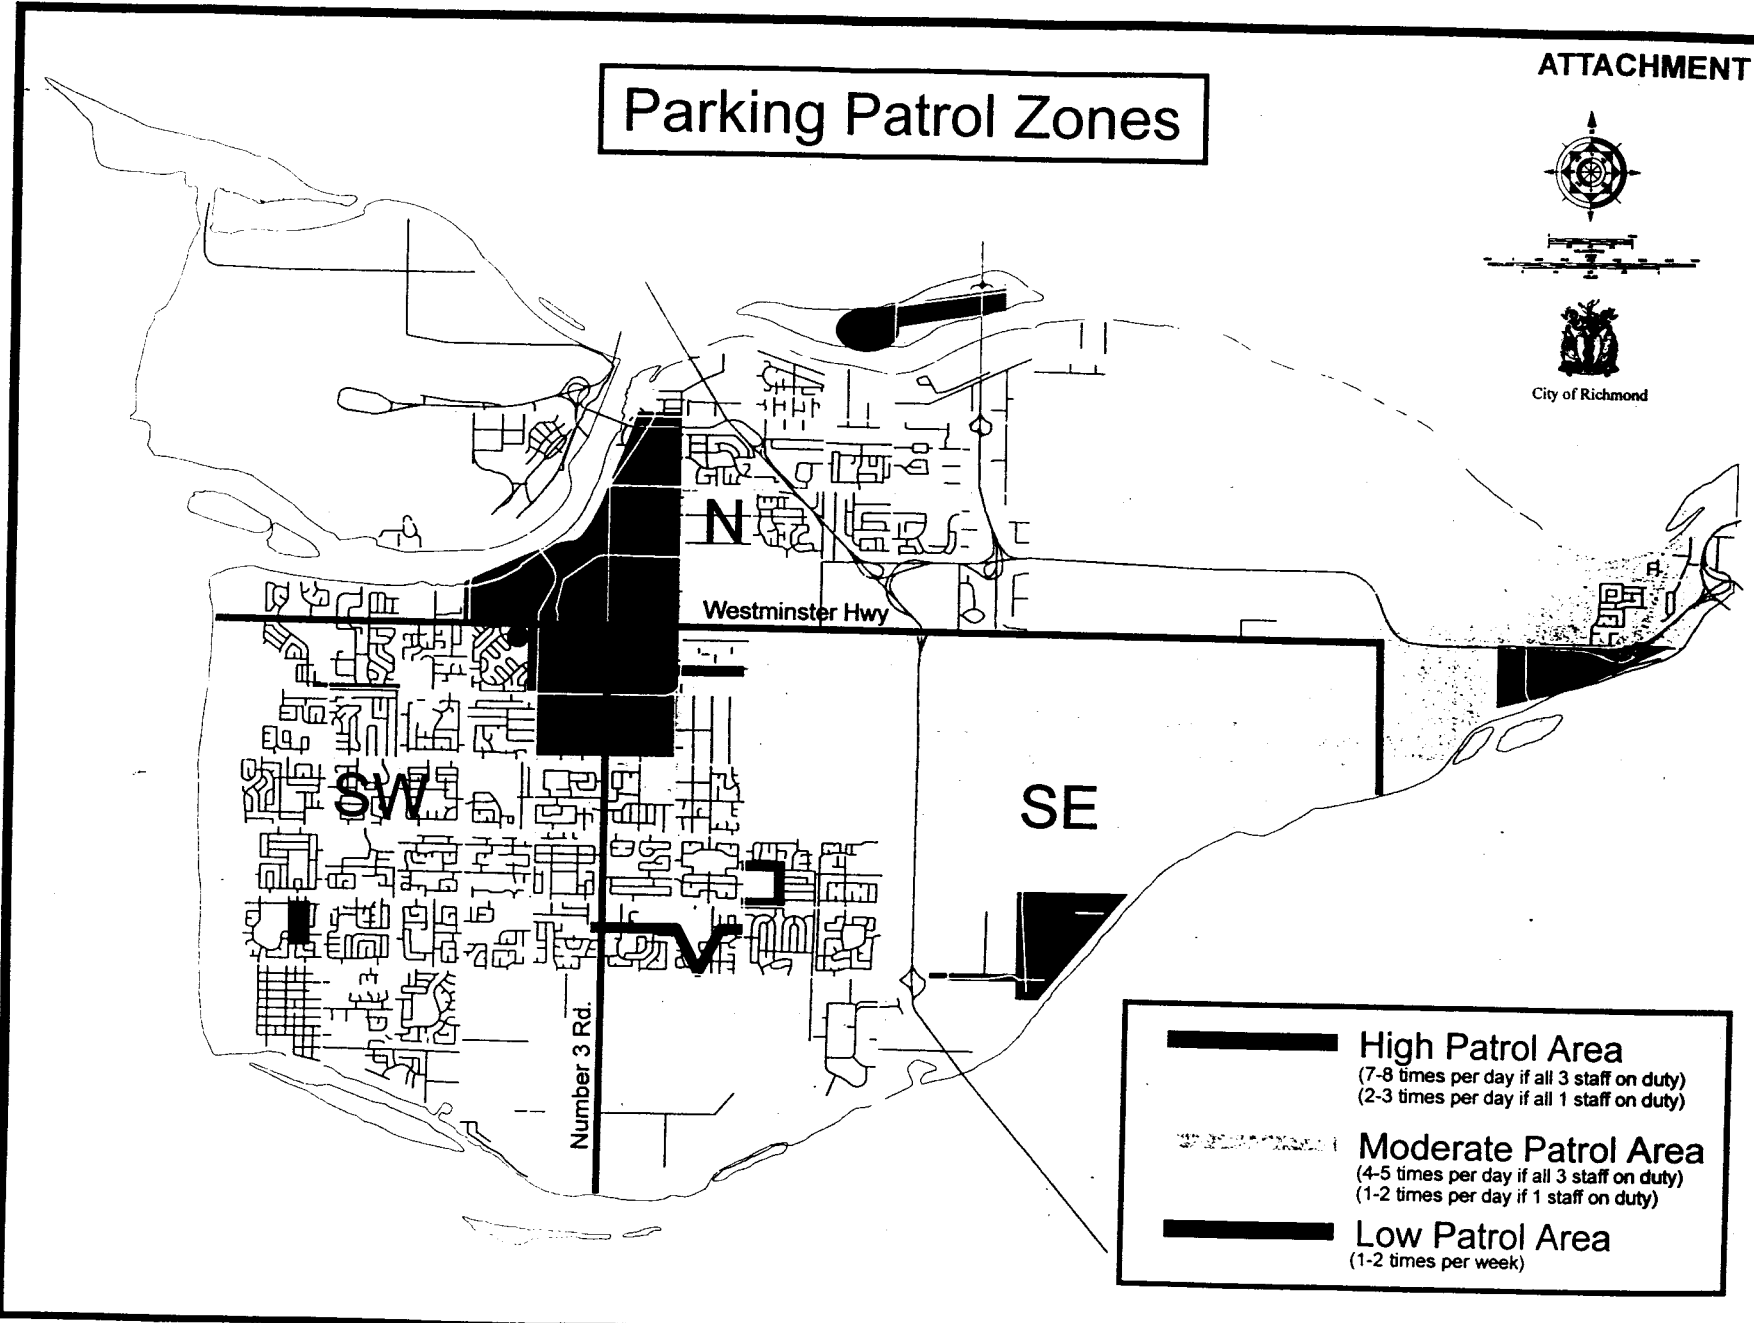 ATTACHMENT
Parking Patrol Zones
City of Richmond
N
Westminster Hwy
SW
SE
Number 3 Rd.
High Patrol Area
(7-8 times per day if all 3 staff on duty)
(2-3 times per day if all 1 staff on duty)
Moderate Patrol Area
(4-5 times per day if all 3 staff on duty)
(1-2 times per day if 1 staff on duty)
Low Patrol Area
(1-2 times per week)